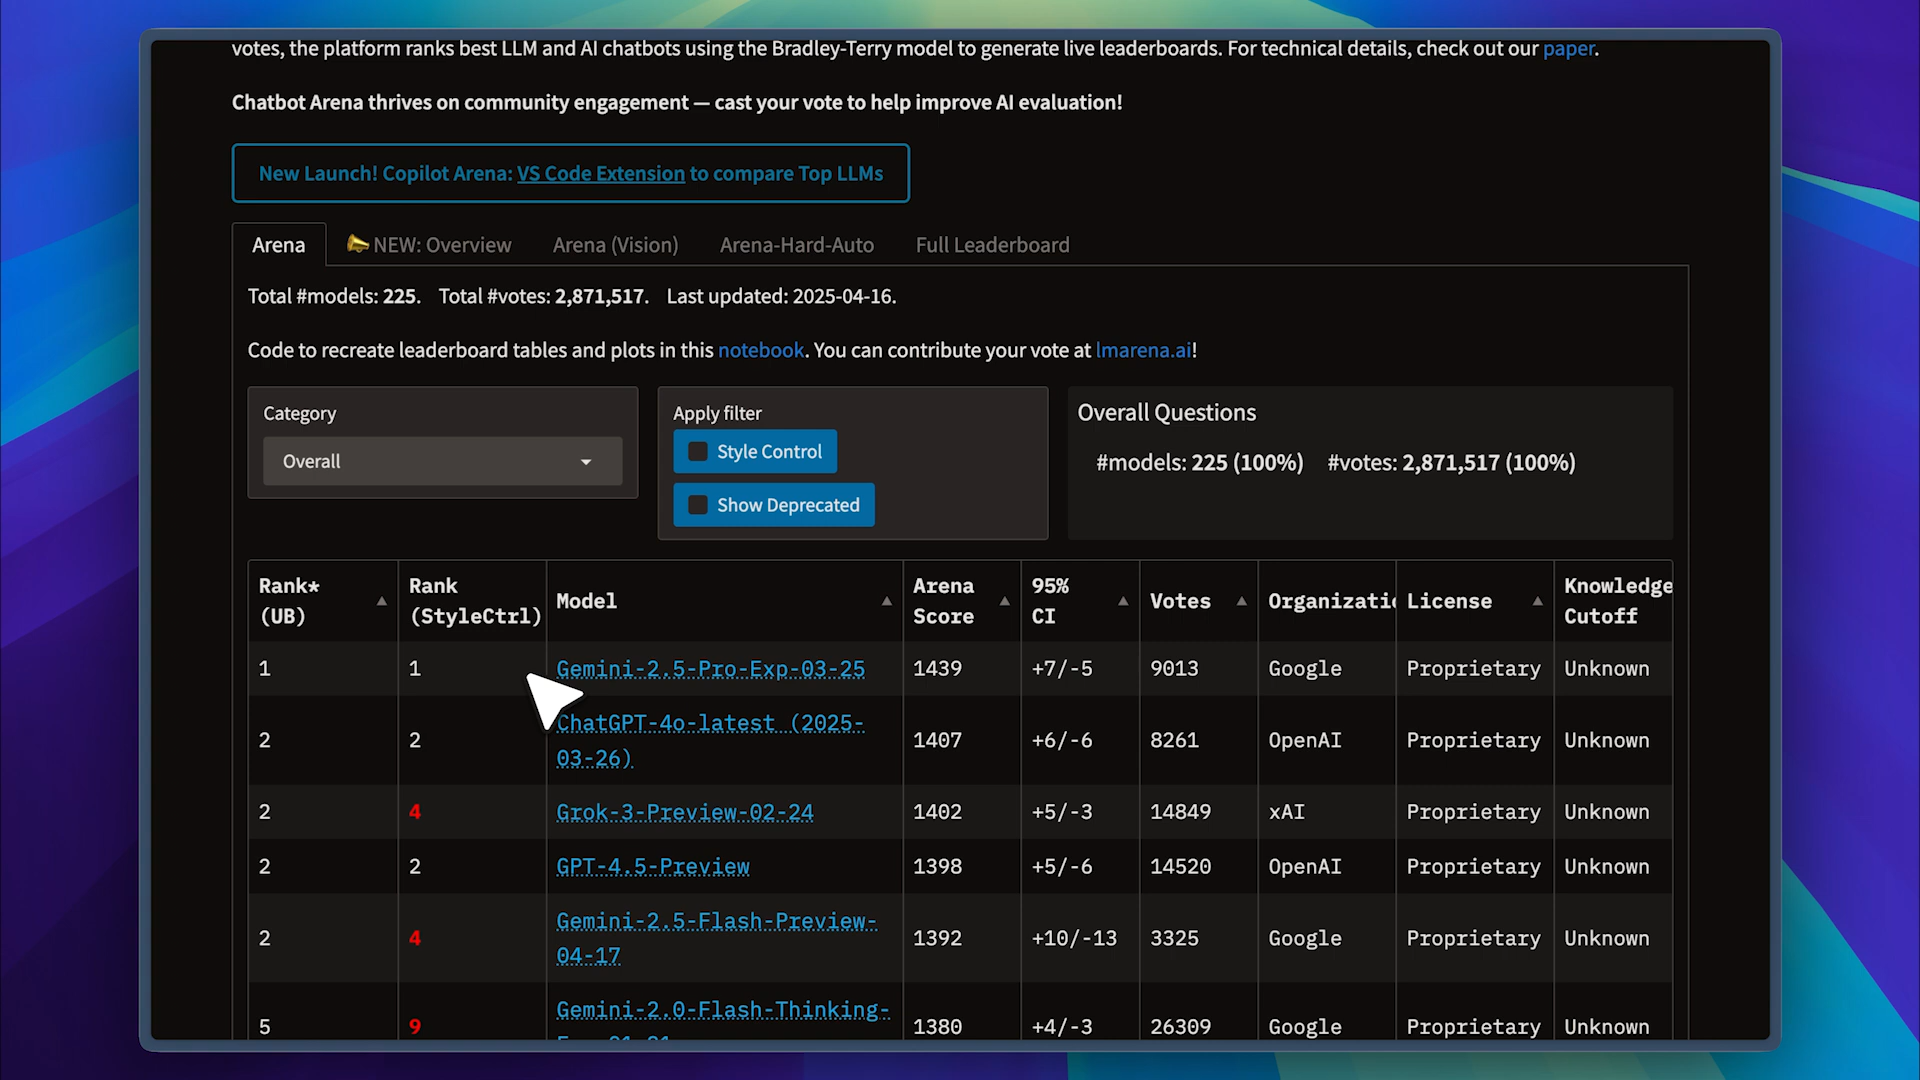 votes, the platform ranks best LLM and AI chatbots using the Bradley-Terry model to generate live leaderboards. For technical details, check out our paper.
Chatbot Arena thrives on community engagement — cast your vote to help improve AI evaluation!
New Launch! Copilot Arena: VS Code Extension to compare Top LLMs
Arena NEW: Overview Arena (Vision) Arena-Hard-Auto Full Leaderboard
Total #models: 225. Total #votes: 2,871,517. Last updated: 2025-04-16.
Code to recreate leaderboard tables and plots in this notebook. You can contribute your vote at lmarena.ai!
Category
Overall
Apply filter
Style Control
Show Deprecated
Overall Questions
#models: 225 (100%) #votes: 2,871,517 (100%)
Rank* (UB) Rank (StyleCtrl) Model Arena Score 95% CI Votes Organizatio License Knowledge Cutoff
1 1 Gemini-2.5-Pro-Exp-03-25 1439 +7/-5 9013 Google Proprietary Unknown
2 2 ChatGPT-4o-latest (2025-03-26) 1407 +6/-6 8261 OpenAI Proprietary Unknown
2 4 Grok-3-Preview-02-24 1402 +5/-3 14849 xAI Proprietary Unknown
2 2 GPT-4.5-Preview 1398 +5/-6 14520 OpenAI Proprietary Unknown
2 4 Gemini-2.5-Flash-Preview-04-17 1392 +10/-13 3325 Google Proprietary Unknown
5 9 Gemini-2.0-Flash-Thinking- 1380 +4/-3 26309 Google Proprietary Unknown